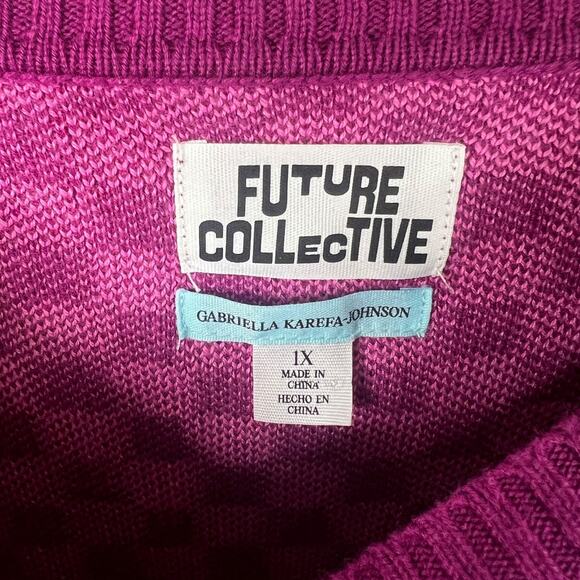 FUTURE
COLLECTIVE
GABRIELLA KAREFA-JOHNSON
1X
MADE IN
CHINA
HECHO EN
CHINA